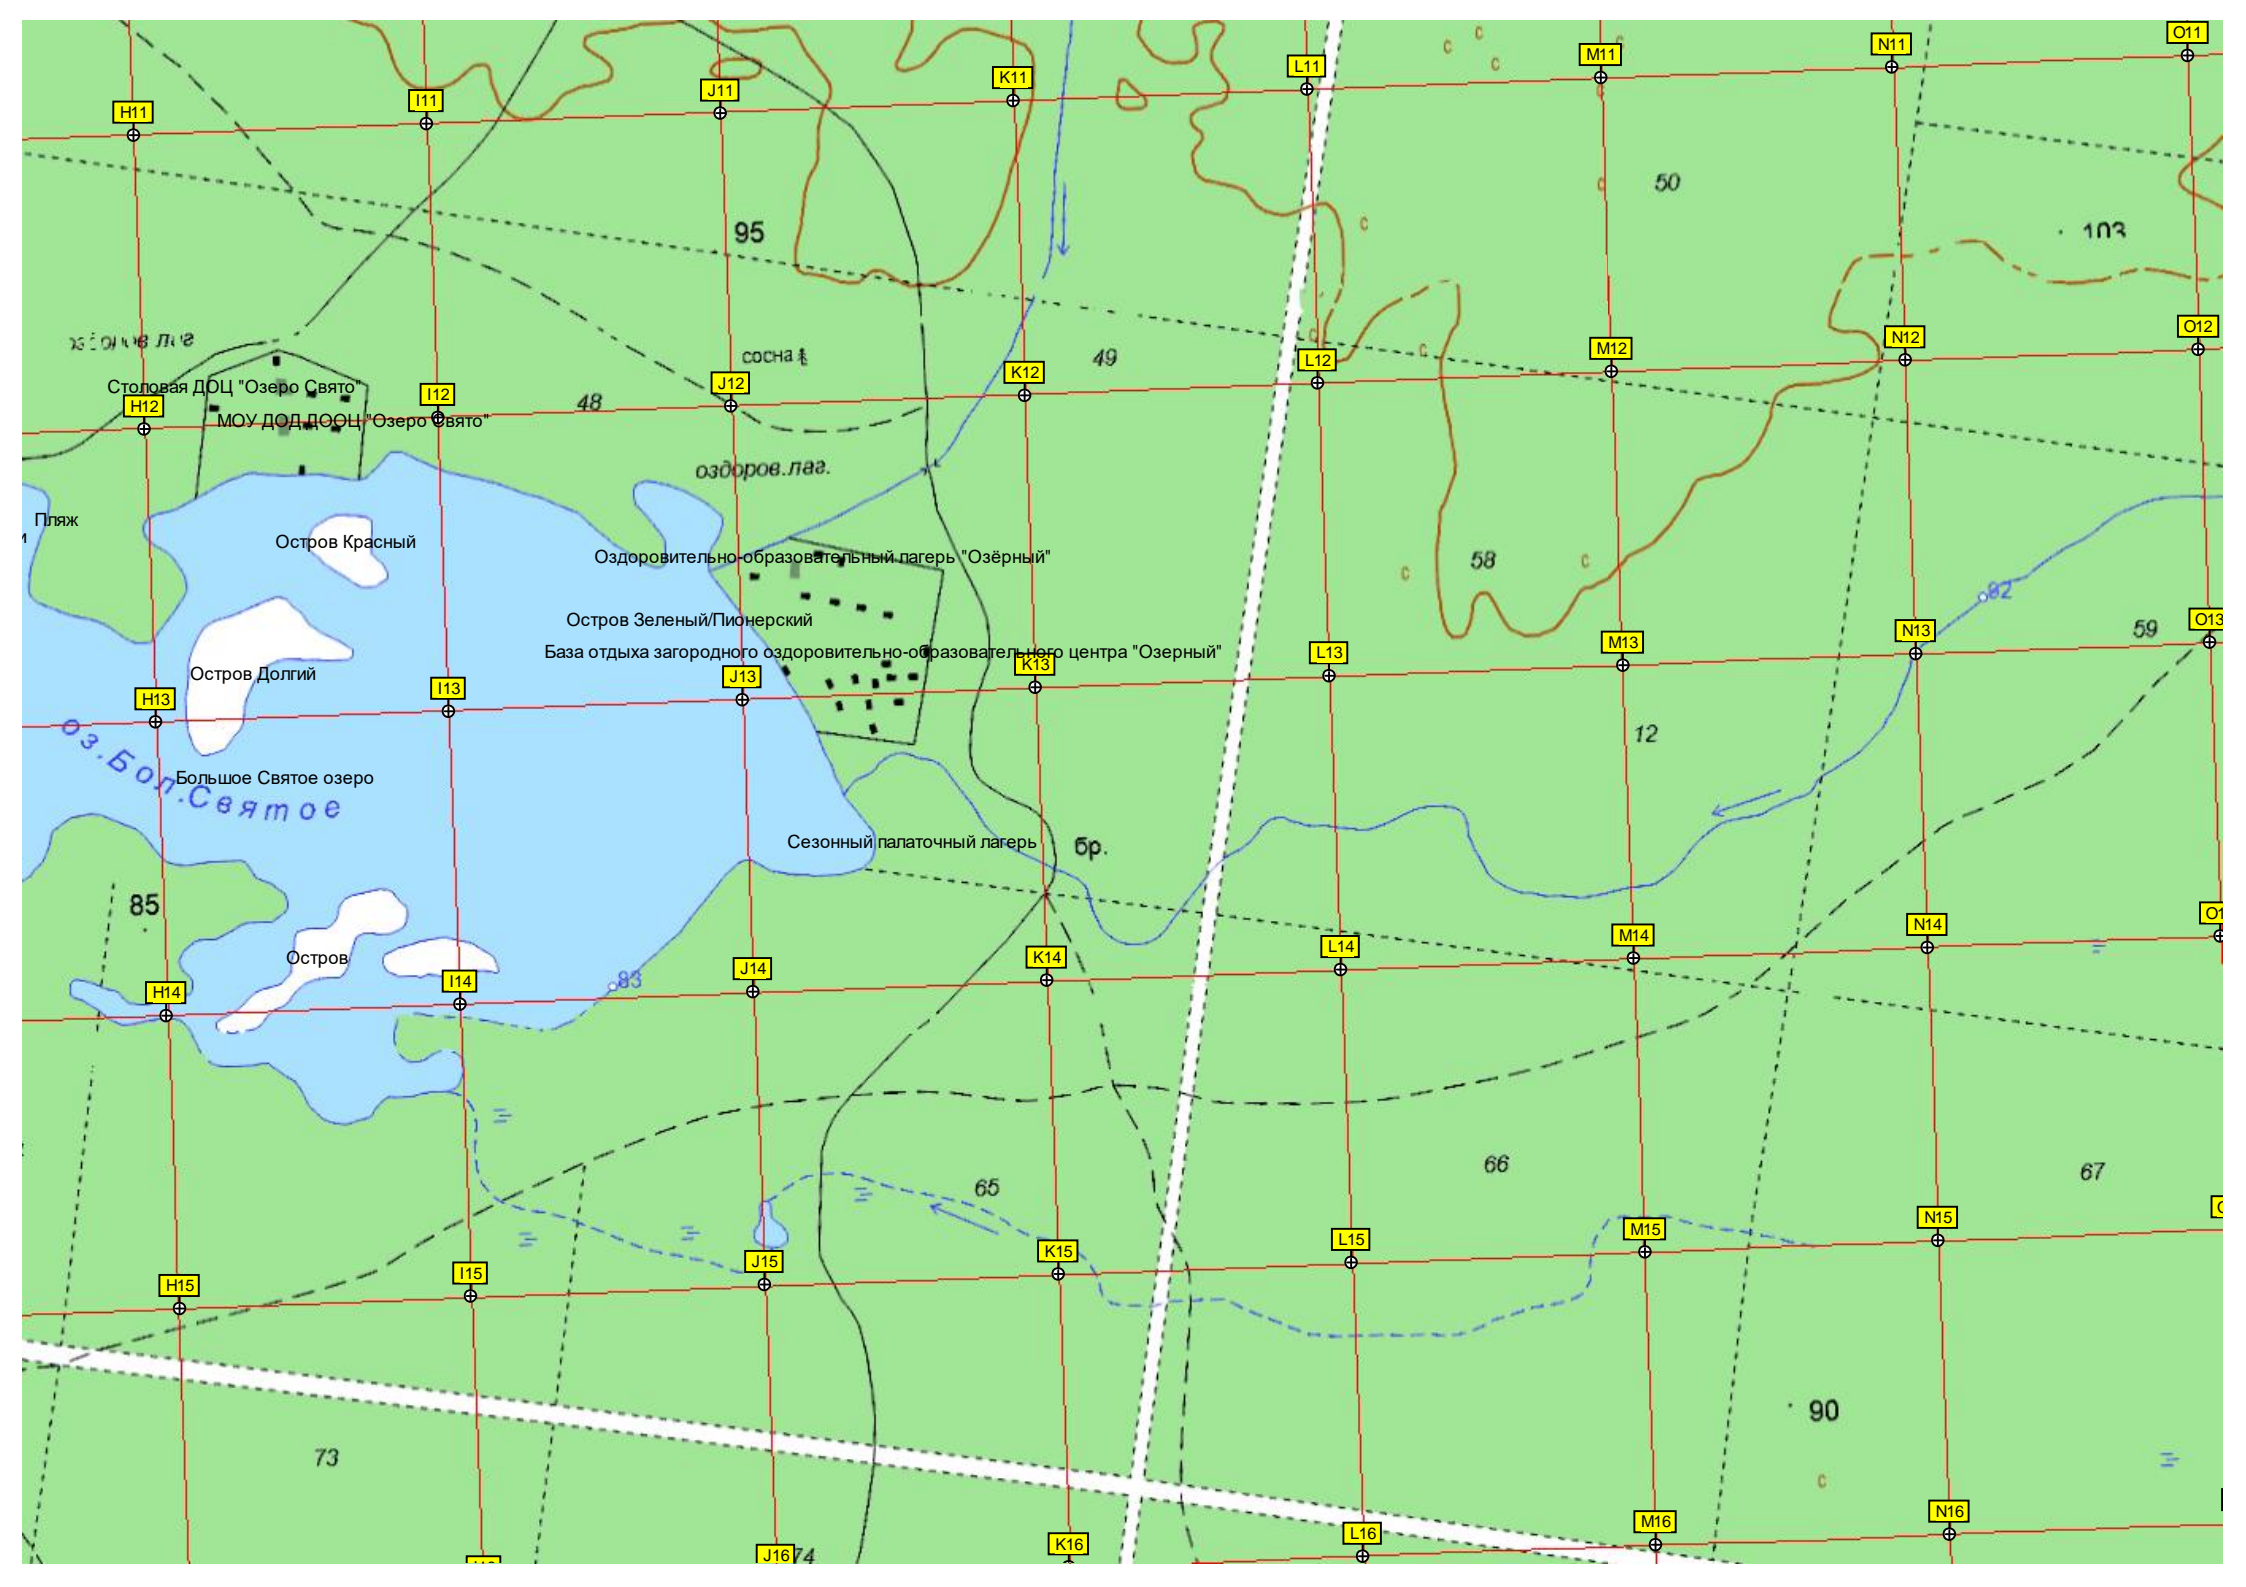 O11
N11
M11
L11
K11
J11
I11
H11
50
95
103
O12
N12
M12
L12
K12
J12
I12
H12
сосна
49
48
Столовая ДОЦ "Озеро Свято"
МОУ ДОД ДООЦ "Озеро Свято"
оздоров.лаг.
Пляж
и
Остров Красный
Оздоровительно-образовательный лагерь "Озёрный"
58
92
Остров Зеленый/Пионерский
59
O13
N13
M13
L13
K13
J13
I13
H13
База отдыха загородного оздоровительно-образовательного центра "Озерный"
Остров Долгий
12
оз.Бол.Святое
Большое Святое озеро
Сезонный палаточный лагерь
бр.
85
N14
M14
L14
K14
J14
I14
H14
Остров
83
66
67
65
N15
M15
L15
K15
J15
I15
H15
90
73
N16
M16
L16
K16
J16
74